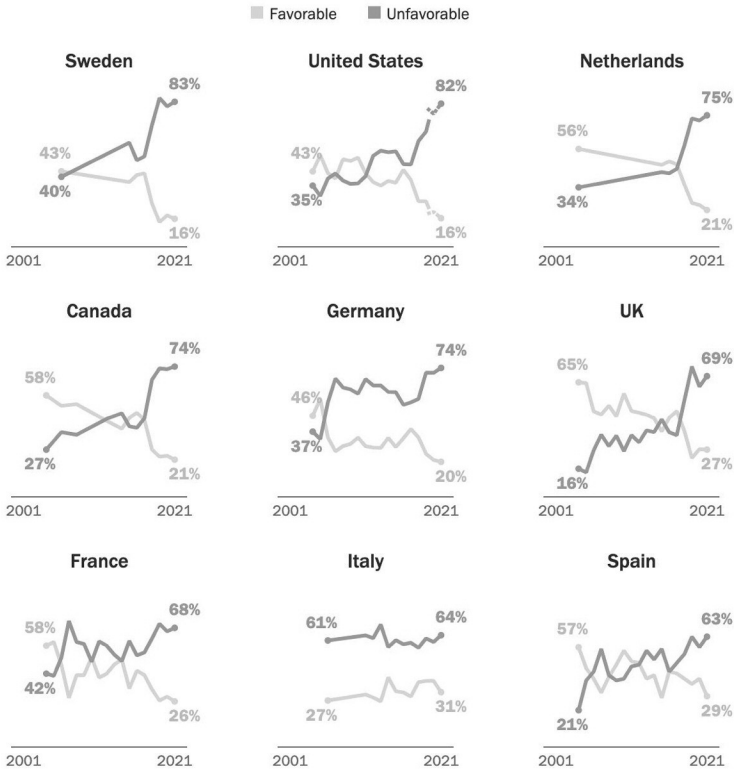 Favorable Unfavorable
Sweden United States Netherlands
83% 82% 75%
43% 43% 56%
40% 35% 34%
16% 16% 21%
2001 2021 2001 2021 2001 2021
Canada Germany UK
74% 74% 69%
58% 46% 65%
27% 37% 16%
21% 20% 27%
2001 2021 2001 2021 2001 2021
France Italy Spain
68% 64% 63%
58% 61% 57%
42% 27% 21%
26% 31% 29%
2001 2021 2001 2021 2001 2021